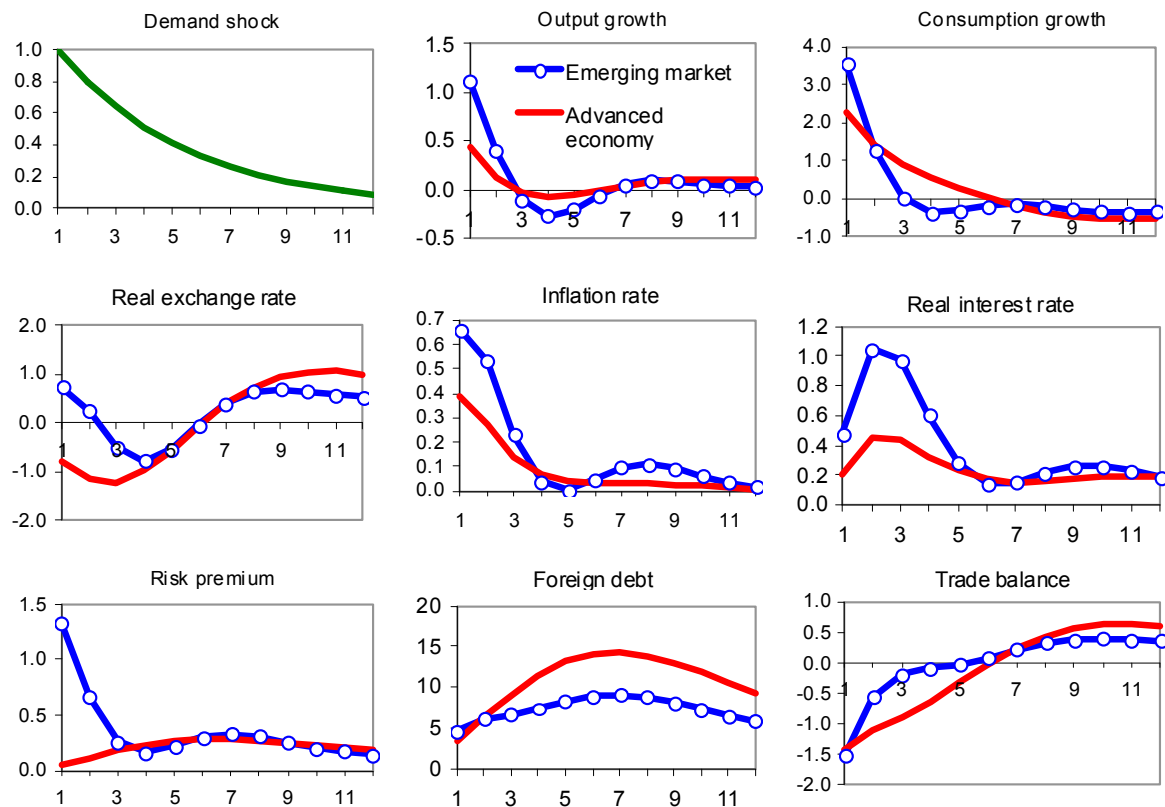 Demand shock
1.0
0.8
0.6
0.4
0.2
0.0
1 3 5 7 9 11
Output growth
1.5
1.0
0.5
0.0
-0.5
Emerging market
Advanced
economy
1 3 5 7 9 11
Consumption growth
4.0
3.0
2.0
1.0
0.0
-1.0
1 3 5 7 9 11
Real exchange rate
2.0
1.0
0.0
-1.0
-2.0
1 3 5 7 9 11
Inflation rate
0.7
0.6
0.5
0.4
0.3
0.2
0.1
0.0
1 3 5 7 9 11
Real interest rate
1.2
1.0
0.8
0.6
0.4
0.2
0.0
1 3 5 7 9 11
Risk premium
1.5
1.0
0.5
0.0
1 3 5 7 9 11
Foreign debt
20
15
10
5
0
1 3 5 7 9 11
Trade balance
1.0
0.5
0.0
-0.5
-1.0
-1.5
-2.0
1 3 5 7 9 11